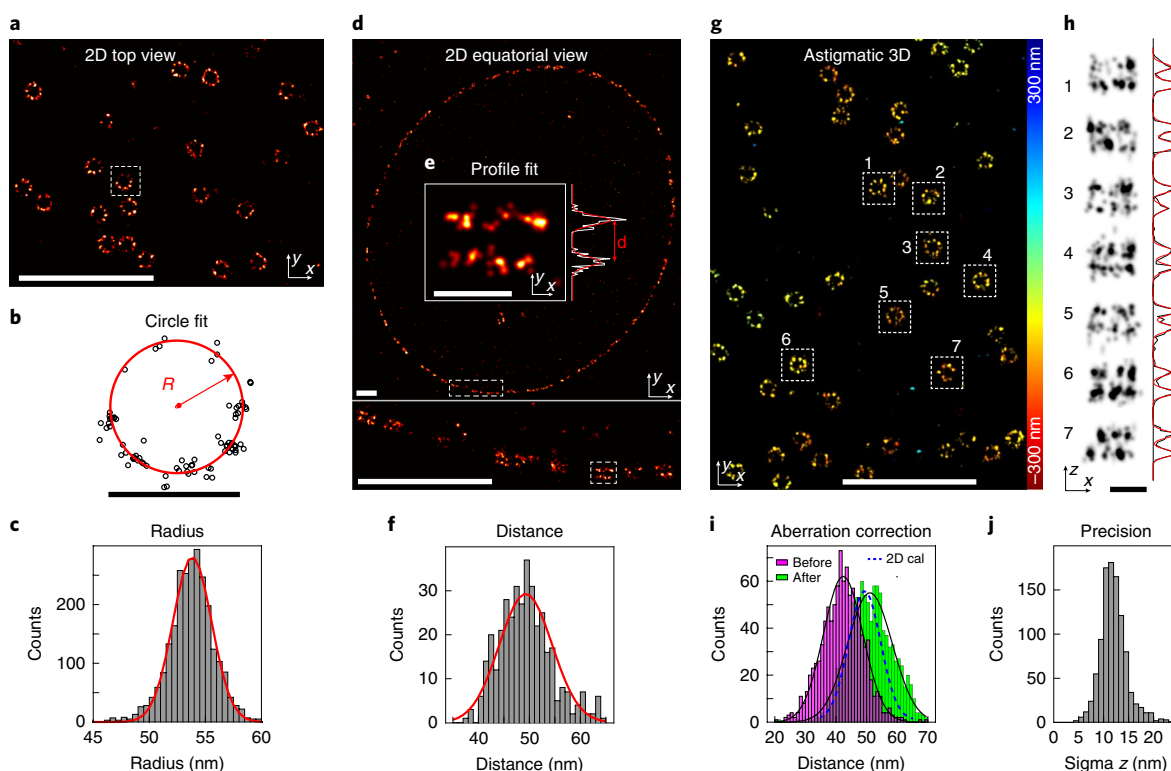 a
2D top view
y
x
b
Circle fit
R
c
Radius
Counts
200
100
0
45 50 55 60
Radius (nm)
d
2D equatorial view
e
Profile fit
d
y
x
y
x
f
Distance
Counts
30
20
10
0
40 50 60
Distance (nm)
g
Astigmatic 3D
300 nm
–300 nm
1
2
3
4
5
6
7
y
x
h
1
2
3
4
5
6
7
z
x
i
Aberration correction
Before
After
2D cal
Counts
60
40
20
0
20 30 40 50 60 70
Distance (nm)
j
Precision
Counts
150
100
50
0
0 5 10 15 20
Sigma z (nm)